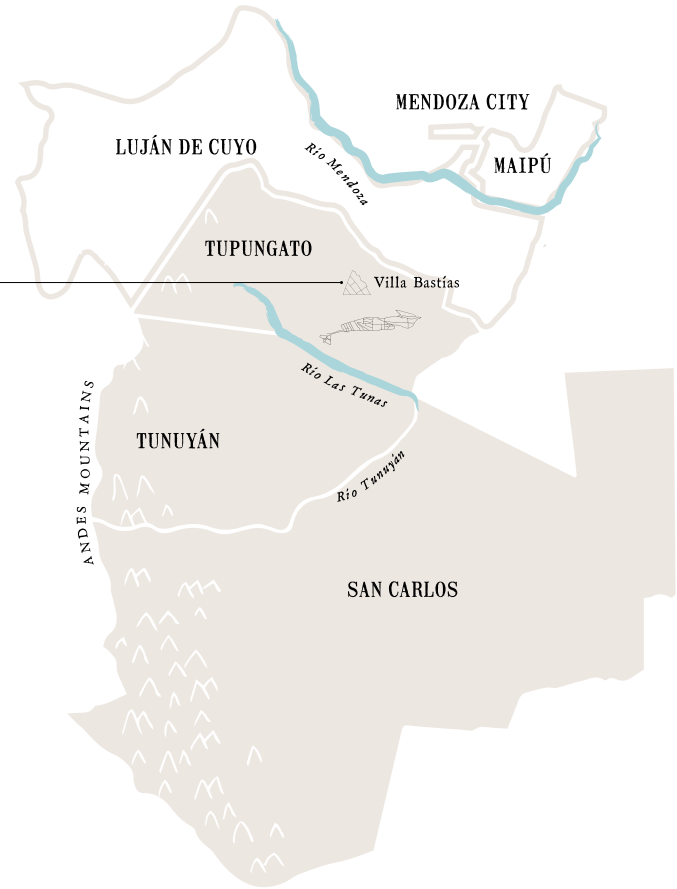 MENDOZA CITY
LUJÁN DE CUYO
Río Mendoza
MAIPÚ
TUPUNGATO
Villa Bastías
Río Las Tunas
ANDES MOUNTAINS
TUNUYÁN
Río Tunuyán
SAN CARLOS